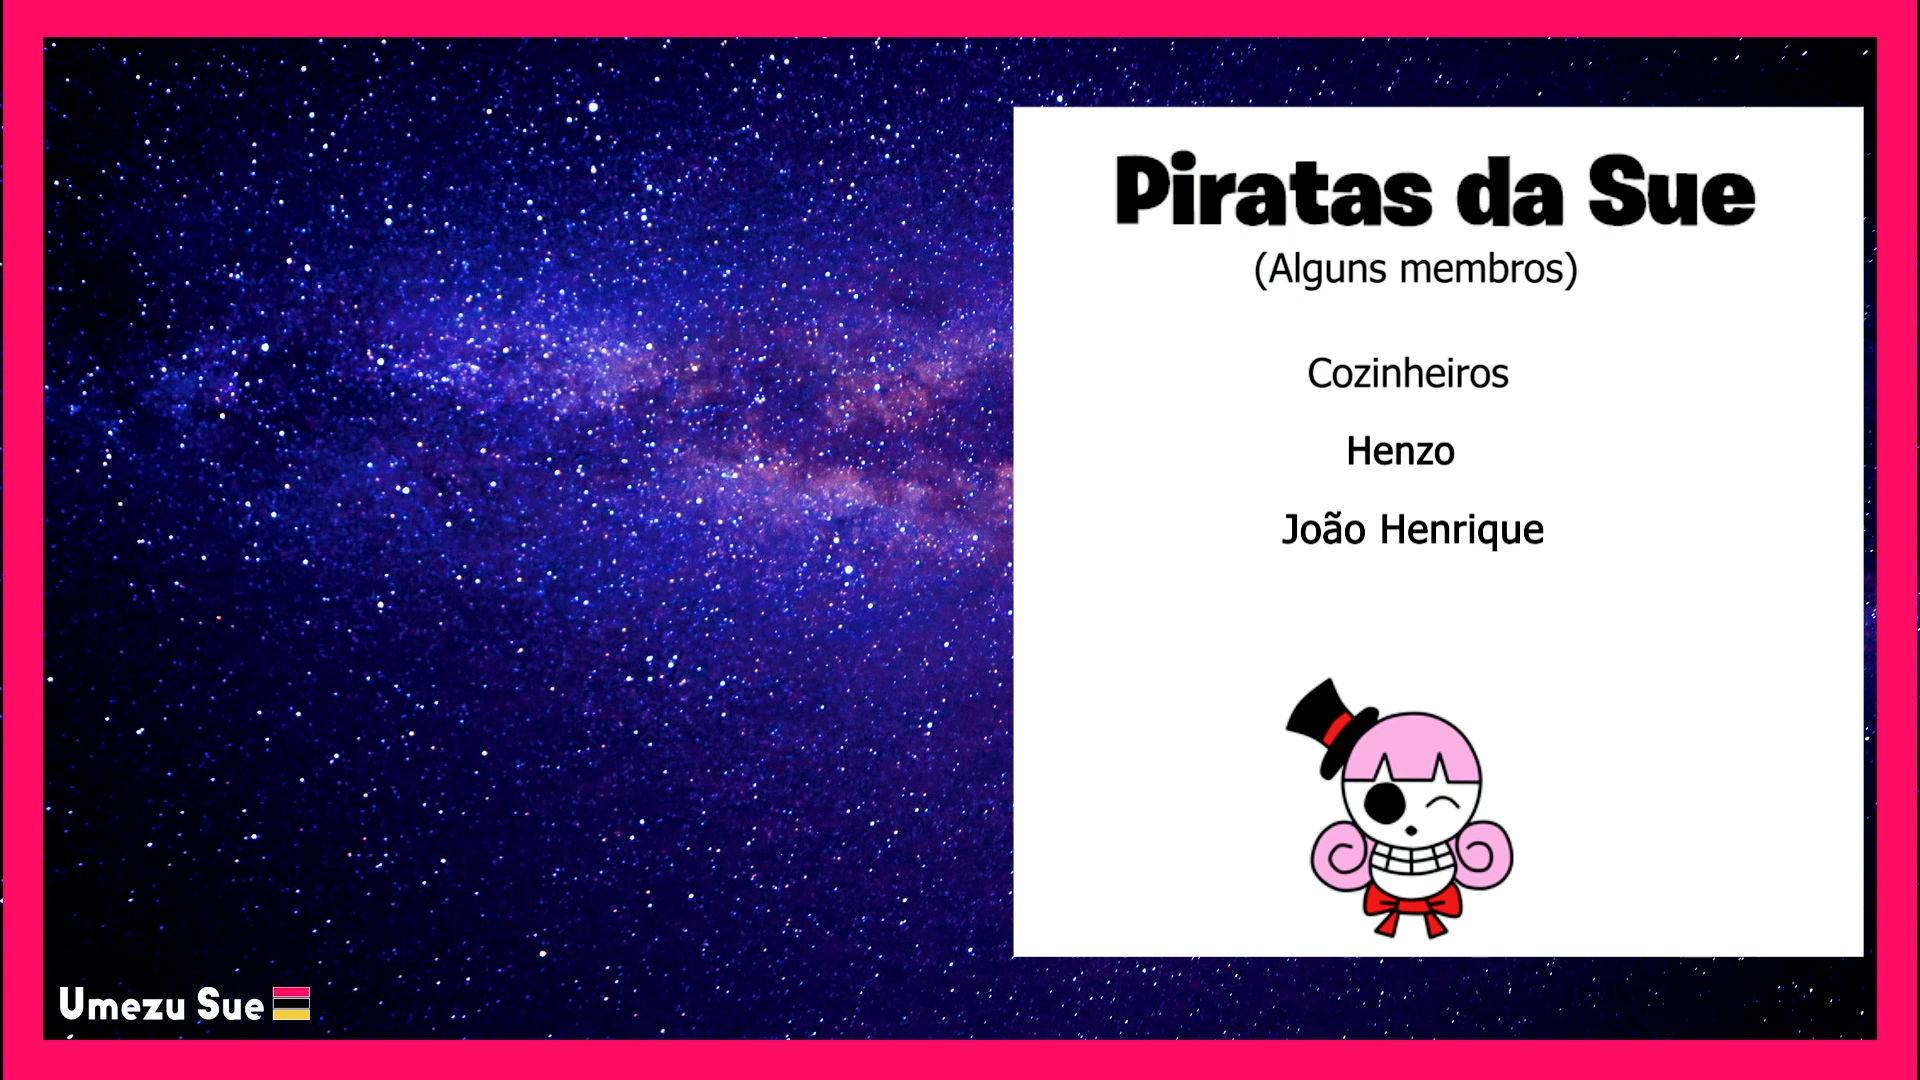 Piratas da Sue
(Alguns membros)
Cozinheiros
Henzo
João Henrique
Umezu Sue